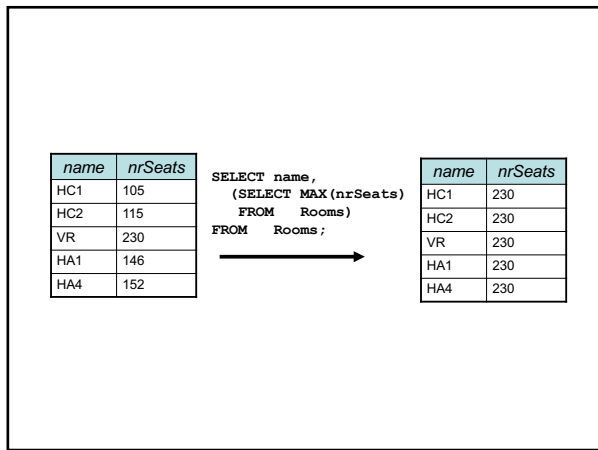 name nrSeats
HC1 105
HC2 115
VR 230
HA1 146
HA4 152
SELECT name,
(SELECT MAX(nrSeats)
FROM Rooms)
FROM Rooms;
name nrSeats
HC1 230
HC2 230
VR 230
HA1 230
HA4 230